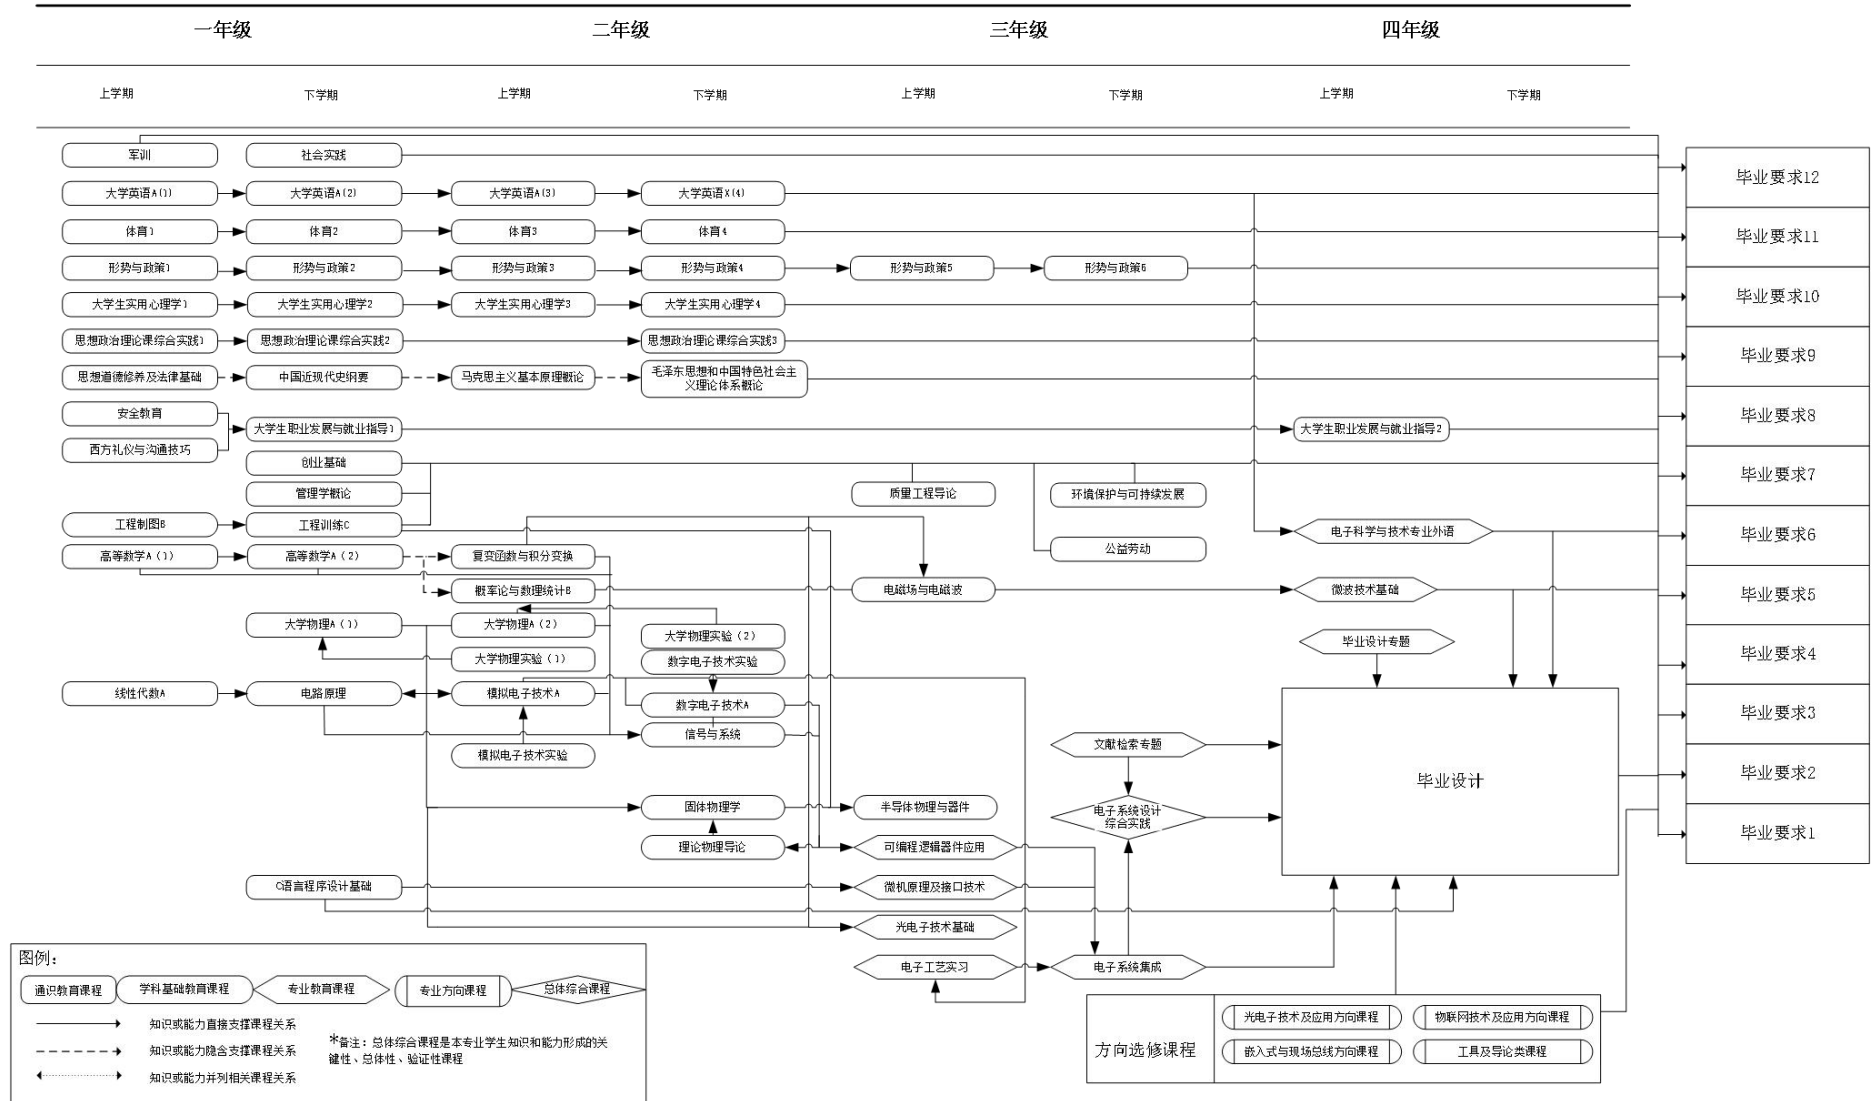 一年级
二年级
三年级
四年级
上学期
下学期
上学期
下学期
上学期
下学期
上学期
下学期
军训
社会实践
大学英语A(1)
大学英语A(2)
大学英语A(3)
大学英语X(4)
体育1
体育2
体育3
体育4
形势与政策1
形势与政策2
形势与政策3
形势与政策4
形势与政策5
形势与政策6
大学生实用心理学1
大学生实用心理学2
大学生实用心理学3
大学生实用心理学4
思想政治理论课综合实践1
思想政治理论课综合实践2
思想政治理论课综合实践3
思想道德修养及法律基础
中国近现代史纲要
马克思主义基本原理概论
毛泽东思想和中国特色社会主
义理论体系概论
安全教育
西方礼仪与沟通技巧
大学生职业发展与就业指导1
大学生职业发展与就业指导2
创业基础
管理学概论
质量工程导论
环境保护与可持续发展
工程制图B
工程训练C
电子科学与技术专业外语
高等数学A（1）
高等数学A（2）
复变函数与积分变换
公益劳动
概率论与数理统计B
电磁场与电磁波
微波技术基础
大学物理A（1）
大学物理A（2）
大学物理实验（2）
毕业设计专题
大学物理实验（1）
数字电子技术实验
线性代数A
电路原理
模拟电子技术A
数字电子技术A
信号与系统
模拟电子技术实验
文献检索专题
毕业设计
固体物理学
半导体物理与器件
电子系统设计
综合实践
理论物理导论
可编程逻辑器件应用
C语言程序设计基础
微机原理及接口技术
光电子技术基础
电子工艺实习
电子系统集成
毕业要求12
毕业要求11
毕业要求10
毕业要求9
毕业要求8
毕业要求7
毕业要求6
毕业要求5
毕业要求4
毕业要求3
毕业要求2
毕业要求1
图例：
通识教育课程
学科基础教育课程
专业教育课程
专业方向课程
总体综合课程
知识或能力直接支撑课程关系
知识或能力隐含支撑课程关系
知识或能力并列相关课程关系
*备注：总体综合课程是本专业学生知识和能力形成的关
键性、总体性、验证性课程
方向选修课程
光电子技术及应用方向课程
物联网技术及应用方向课程
嵌入式与现场总线方向课程
工具及导论类课程